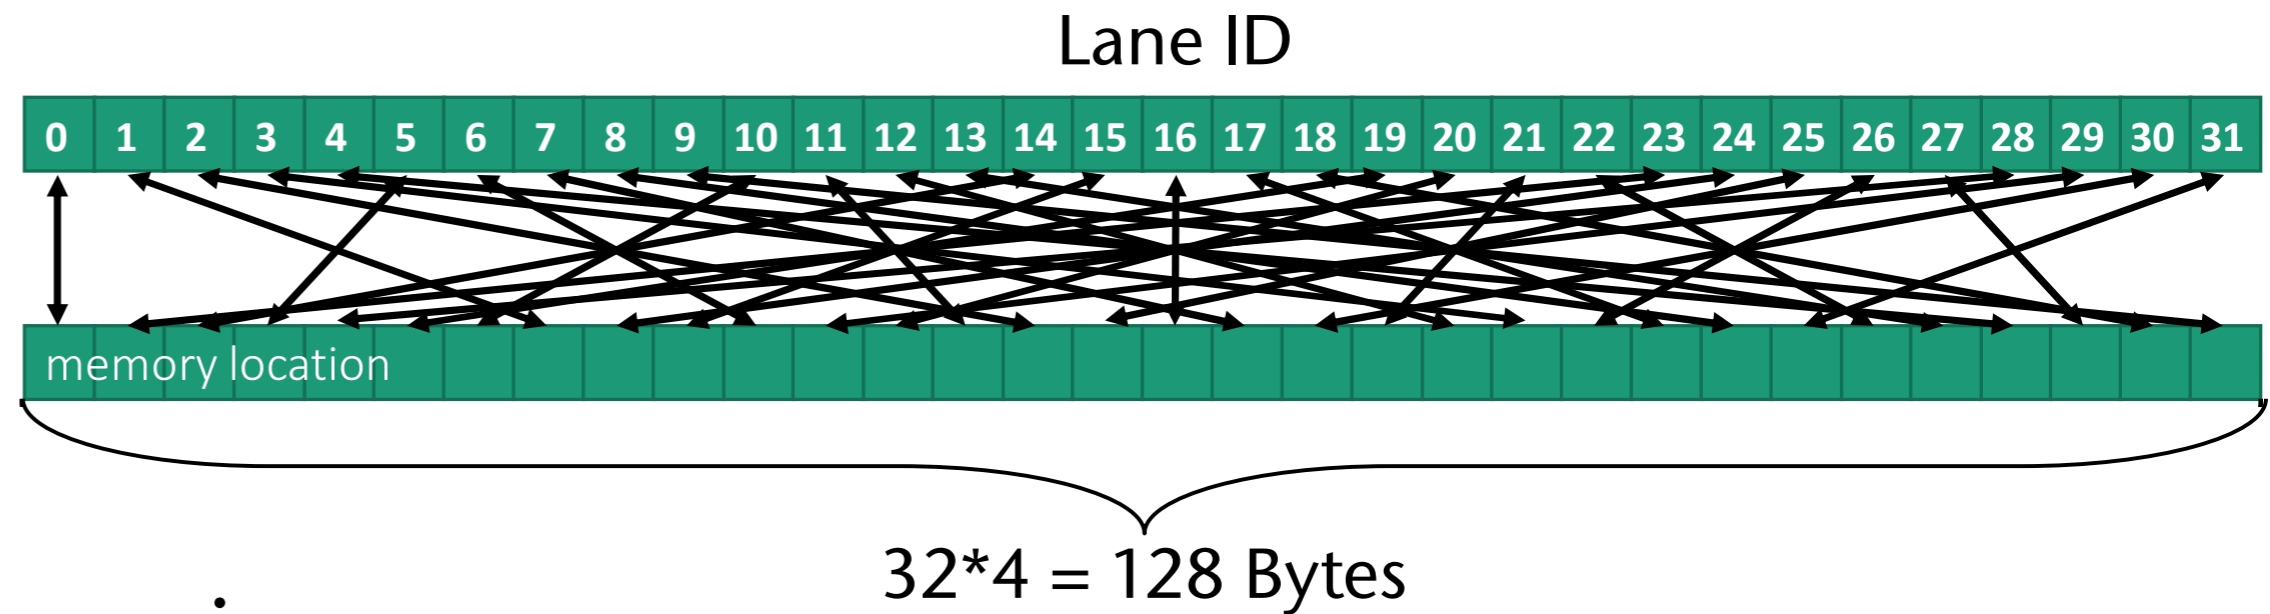 Lane ID
0 1 2 3 4 5 6 7 8 9 10 11 12 13 14 15 16 17 18 19 20 21 22 23 24 25 26 27 28 29 30 31
memory location
32*4 = 128 Bytes
.